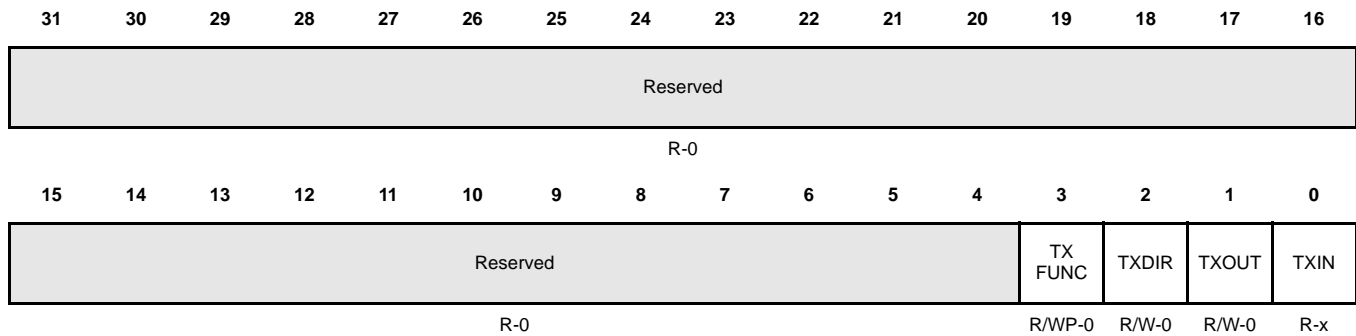 31 30 29 28 27 26 25 24 23 22 21 20 19 18 17 16
Reserved
R-0
15 14 13 12 11 10 9 8 7 6 5 4 3 2 1 0
Reserved TX FUNC TXDIR TXOUT TXIN
R-0 R/WP-0 R/W-0 R/W-0 R-x